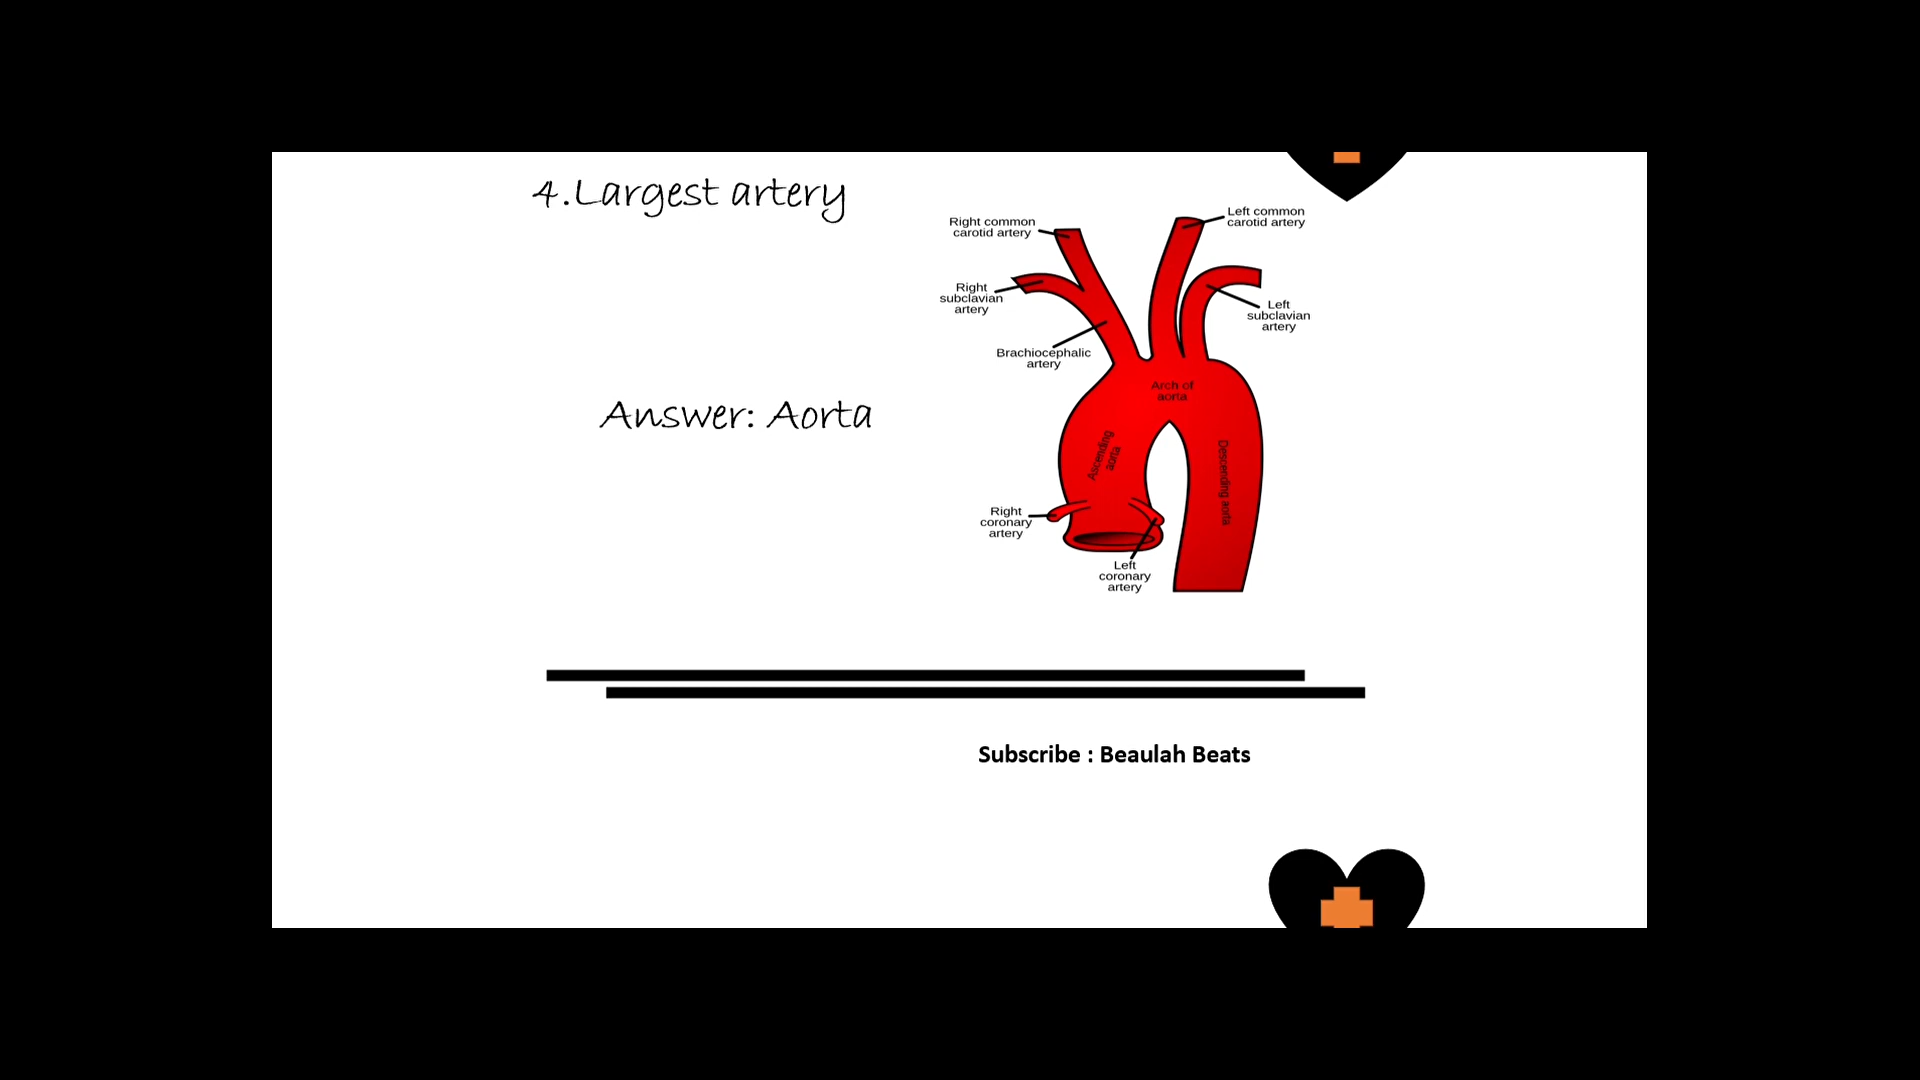 4.Largest artery
Right common
carotid artery
Left common
carotid artery
Right
subclavian
artery
Left
subclavian
artery
Brachiocephalic
artery
Arch of
aorta
Answer: Aorta
Ascending
aorta
Descending aorta
Right
coronary
artery
Left
coronary
artery
Subscribe : Beaulah Beats